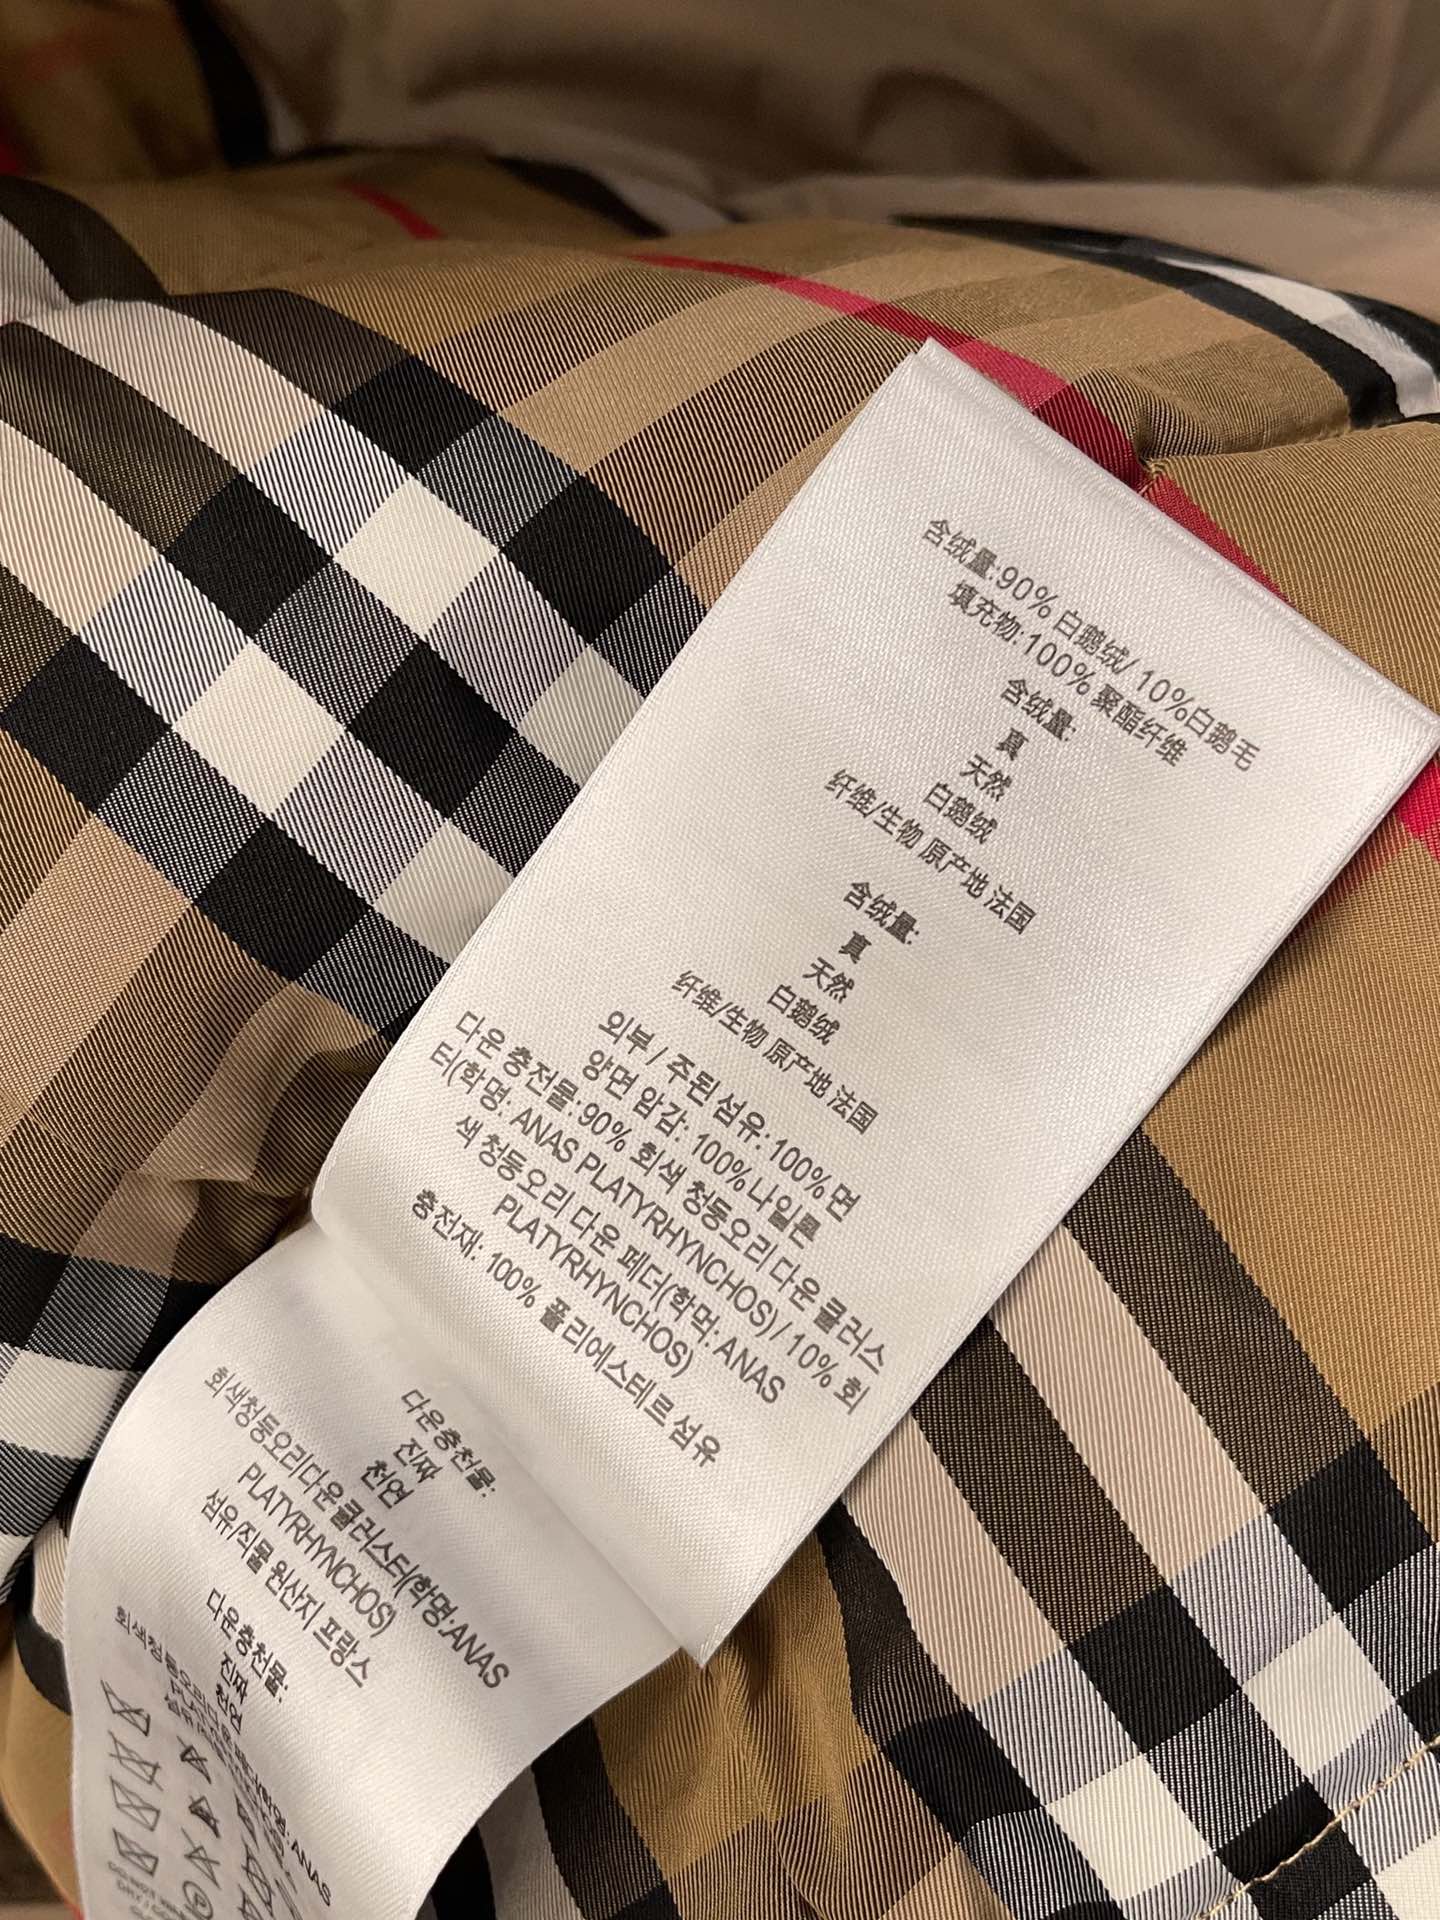 含绒量:90% 白鹅绒/ 10%白鹅毛
填充物:100% 聚酯纤维
含绒量:
真
天然
白鹅绒
纤维/生物 原产地 法国
含绒量:
真
天然
白鹅绒
纤维/生物 原产地 法国
외부 / 주된 섬유: 100% 면
양면 암감: 100%나일론
다운 충전물:90% 회색 청둥오리 다운 클러스
터(학명: ANAS PLATYRHYNCHOS) / 10% 회
색 청둥오리 다운 페더(학먹: ANAS
PLATYRHYNCHOS)
충전재: 100% 폴리에스테르 섬유
다운충천물:
진짜
천연
회색청둥오리다운클러스터(학명:ANAS
PLATYRHYNCHOS)
섬유/직물 원산지 프랑스
다운충천물:
진짜
천연
DO NOT
DRY